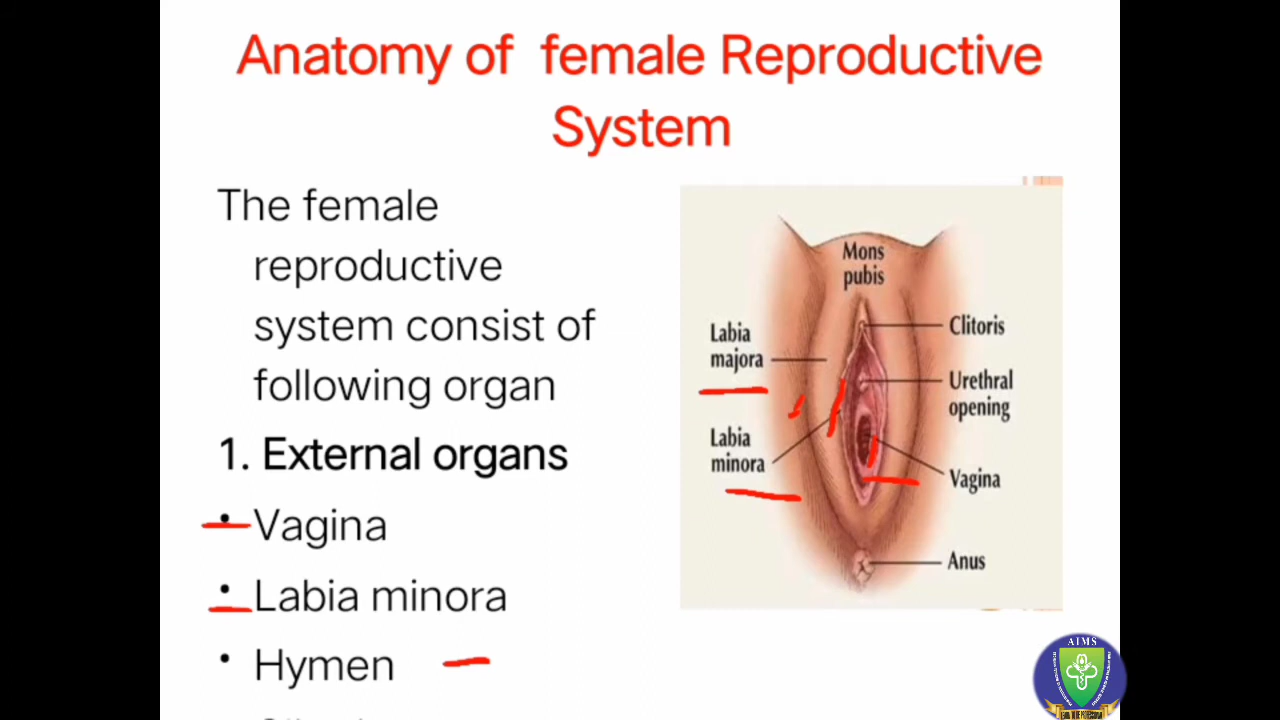 Anatomy of female Reproductive
System
The female
reproductive
system consist of
following organ
1. External organs
• Vagina
• Labia minora
• Hymen
Mons
pubis
Labia
majora
Labia
minora
Clitoris
Urethral
opening
Vagina
Anus
AIMS